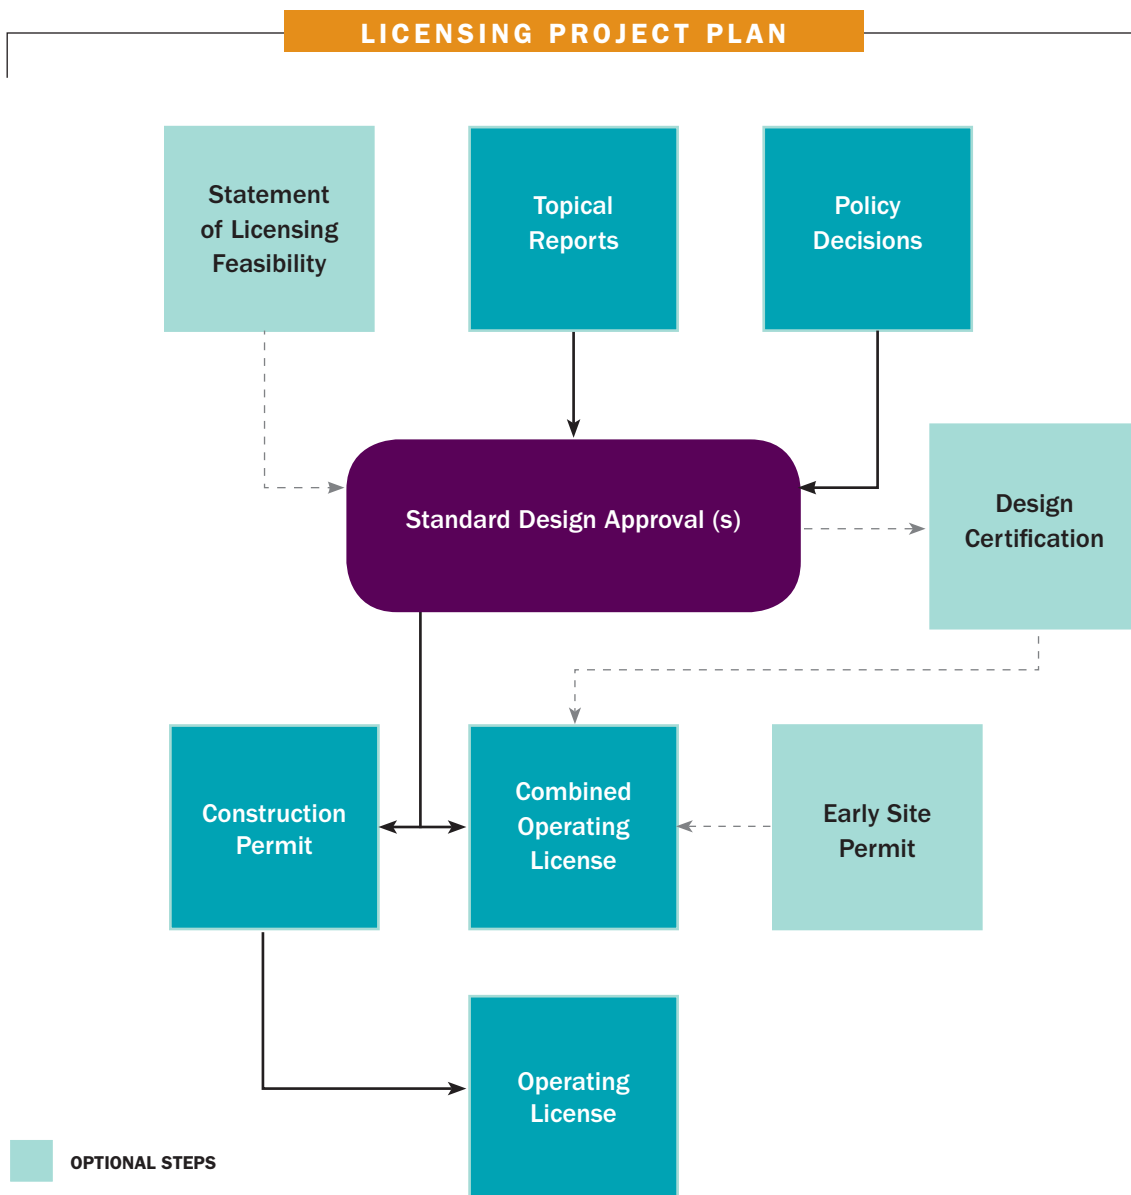 LICENSING PROJECT PLAN
Statement
of Licensing
Feasibility
Topical
Reports
Policy
Decisions
Standard Design Approval (s)
Design
Certification
Construction
Permit
Combined
Operating
License
Early Site
Permit
Operating
License
OPTIONAL STEPS